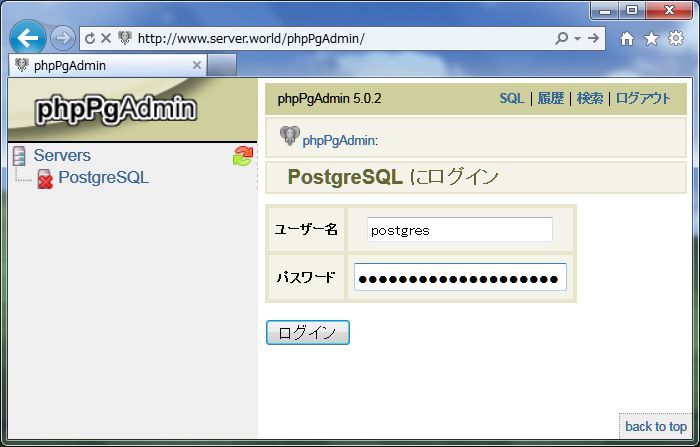 http://www.server.world/phpPgAdmin/
phpPgAdmin
phpPgAdmin
Servers
PostgreSQL
phpPgAdmin 5.0.2
SQL | 履歴 | 検索 | ログアウト
phpPgAdmin:
PostgreSQL にログイン
ユーザー名
postgres
パスワード
●●●●●●●●●●●●●●●●●●●●
ログイン
back to top